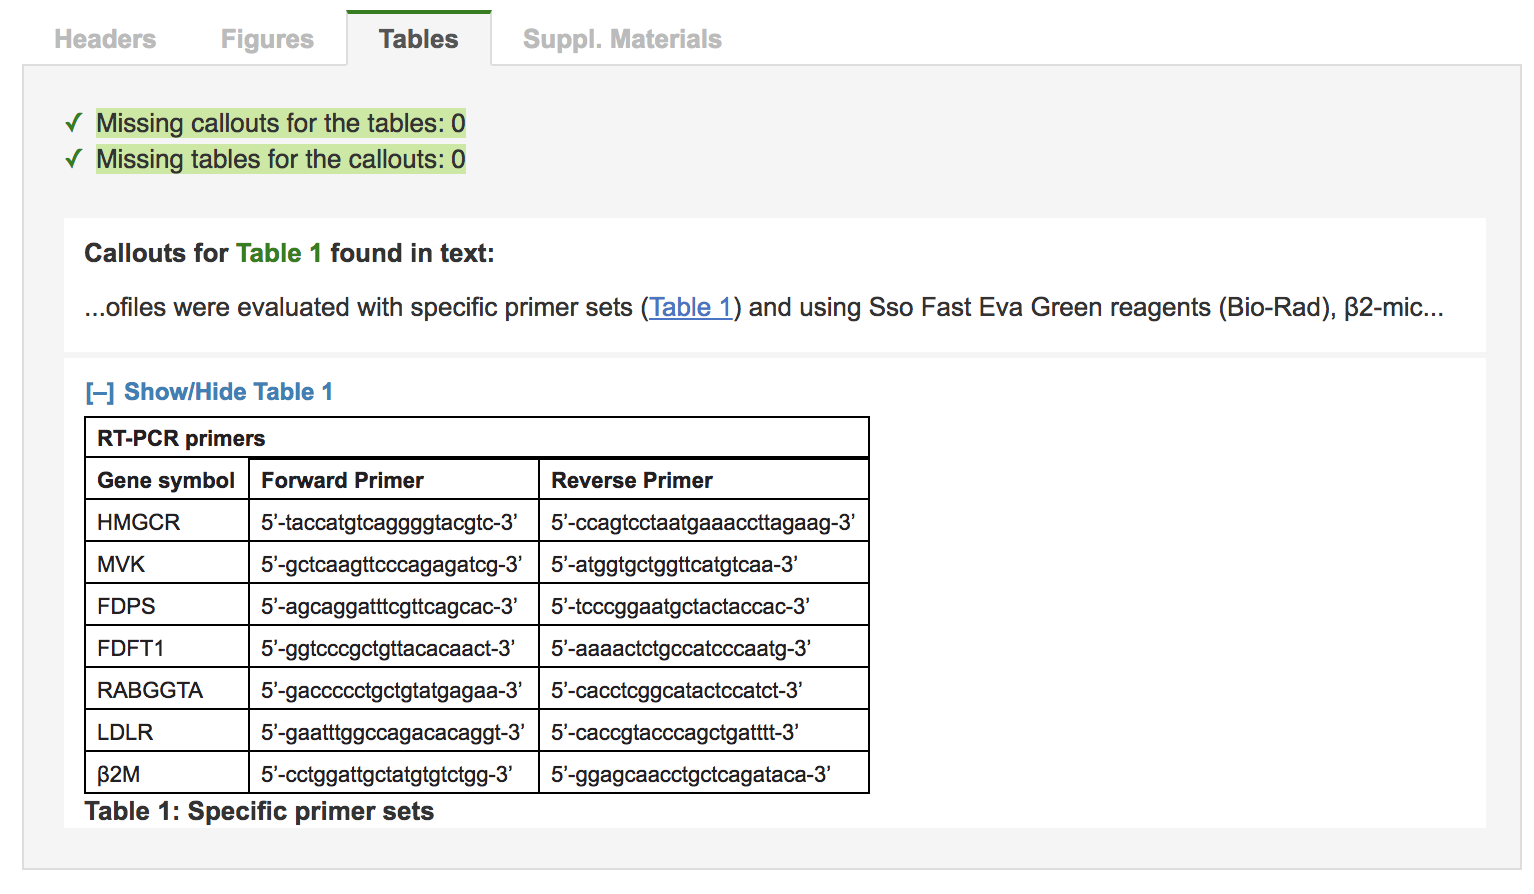 Headers Figures Tables Suppl. Materials
✓ Missing callouts for the tables: 0
✓ Missing tables for the callouts: 0
Callouts for Table 1 found in text:
...ofiles were evaluated with specific primer sets (Table 1) and using Sso Fast Eva Green reagents (Bio-Rad), β2-mic...
[–] Show/Hide Table 1
RT-PCR primers
Gene symbol Forward Primer Reverse Primer
HMGCR 5’-taccatgtcaggggtacgtc-3’ 5’-ccagtcctaatgaaaccttagaag-3’
MVK 5’-gctcaagttcccagagatcg-3’ 5’-atggtgctggttcatgtcaa-3’
FDPS 5’-agcaggatttcgttcagcac-3’ 5’-tcccggaatgctactaccac-3’
FDFT1 5’-ggtcccgctgttacacaact-3’ 5’-aaaactctgccatcccaatg-3’
RABGGTA 5’-gaccccctgctgtatgagaa-3’ 5’-cacctcggcatactccatct-3’
LDLR 5’-gaatttggccagacacaggt-3’ 5’-caccgtacccagctgatttt-3’
β2M 5’-cctggattgctatgtgtctgg-3’ 5’-ggagcaacctgctcagataca-3’
Table 1: Specific primer sets